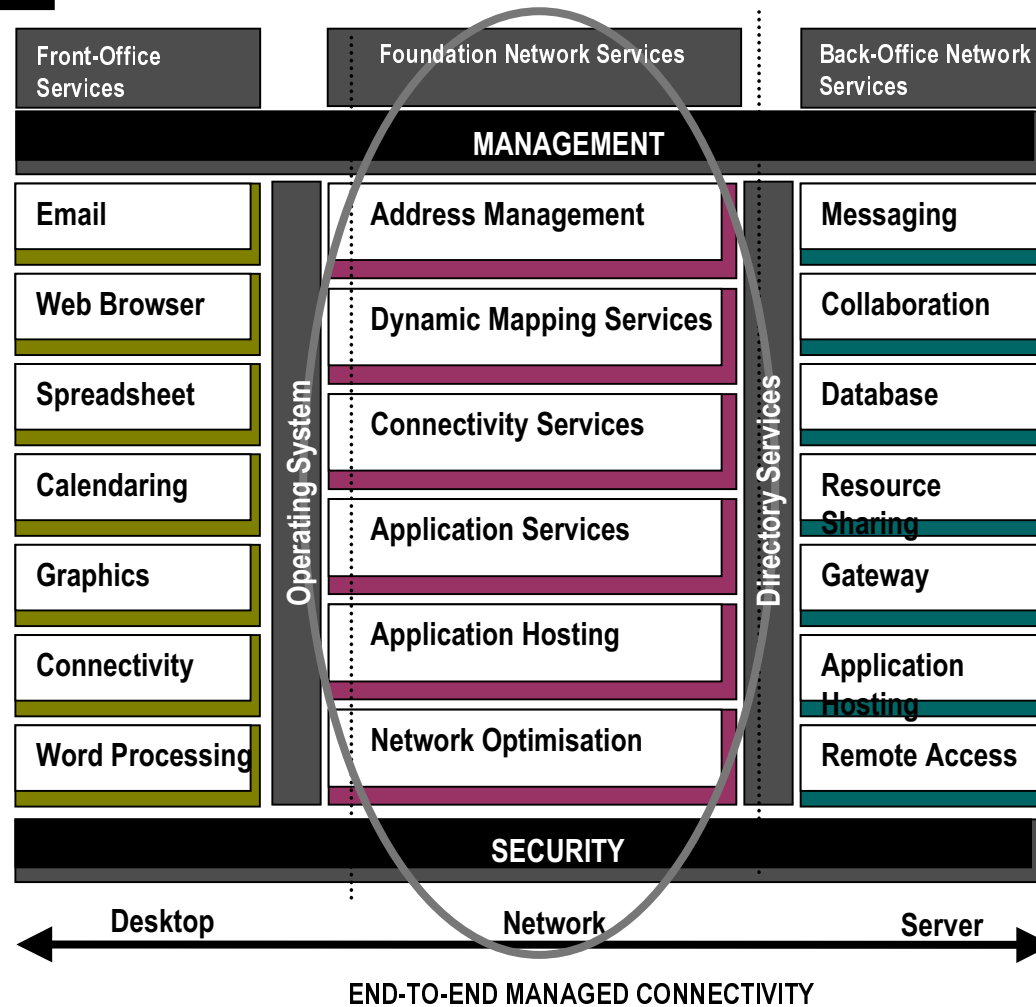 Front-Office
Services
Foundation Network Services
Back-Office Network
Services
MANAGEMENT
Email
Web Browser
Spreadsheet
Calendaring
Graphics
Connectivity
Word Processing
Operating System
Address Management
Dynamic Mapping Services
Connectivity Services
Application Services
Application Hosting
Network Optimisation
Directory Services
Messaging
Collaboration
Database
Resource
Sharing
Gateway
Application
Hosting
Remote Access
SECURITY
Desktop
Network
Server
END-TO-END MANAGED CONNECTIVITY